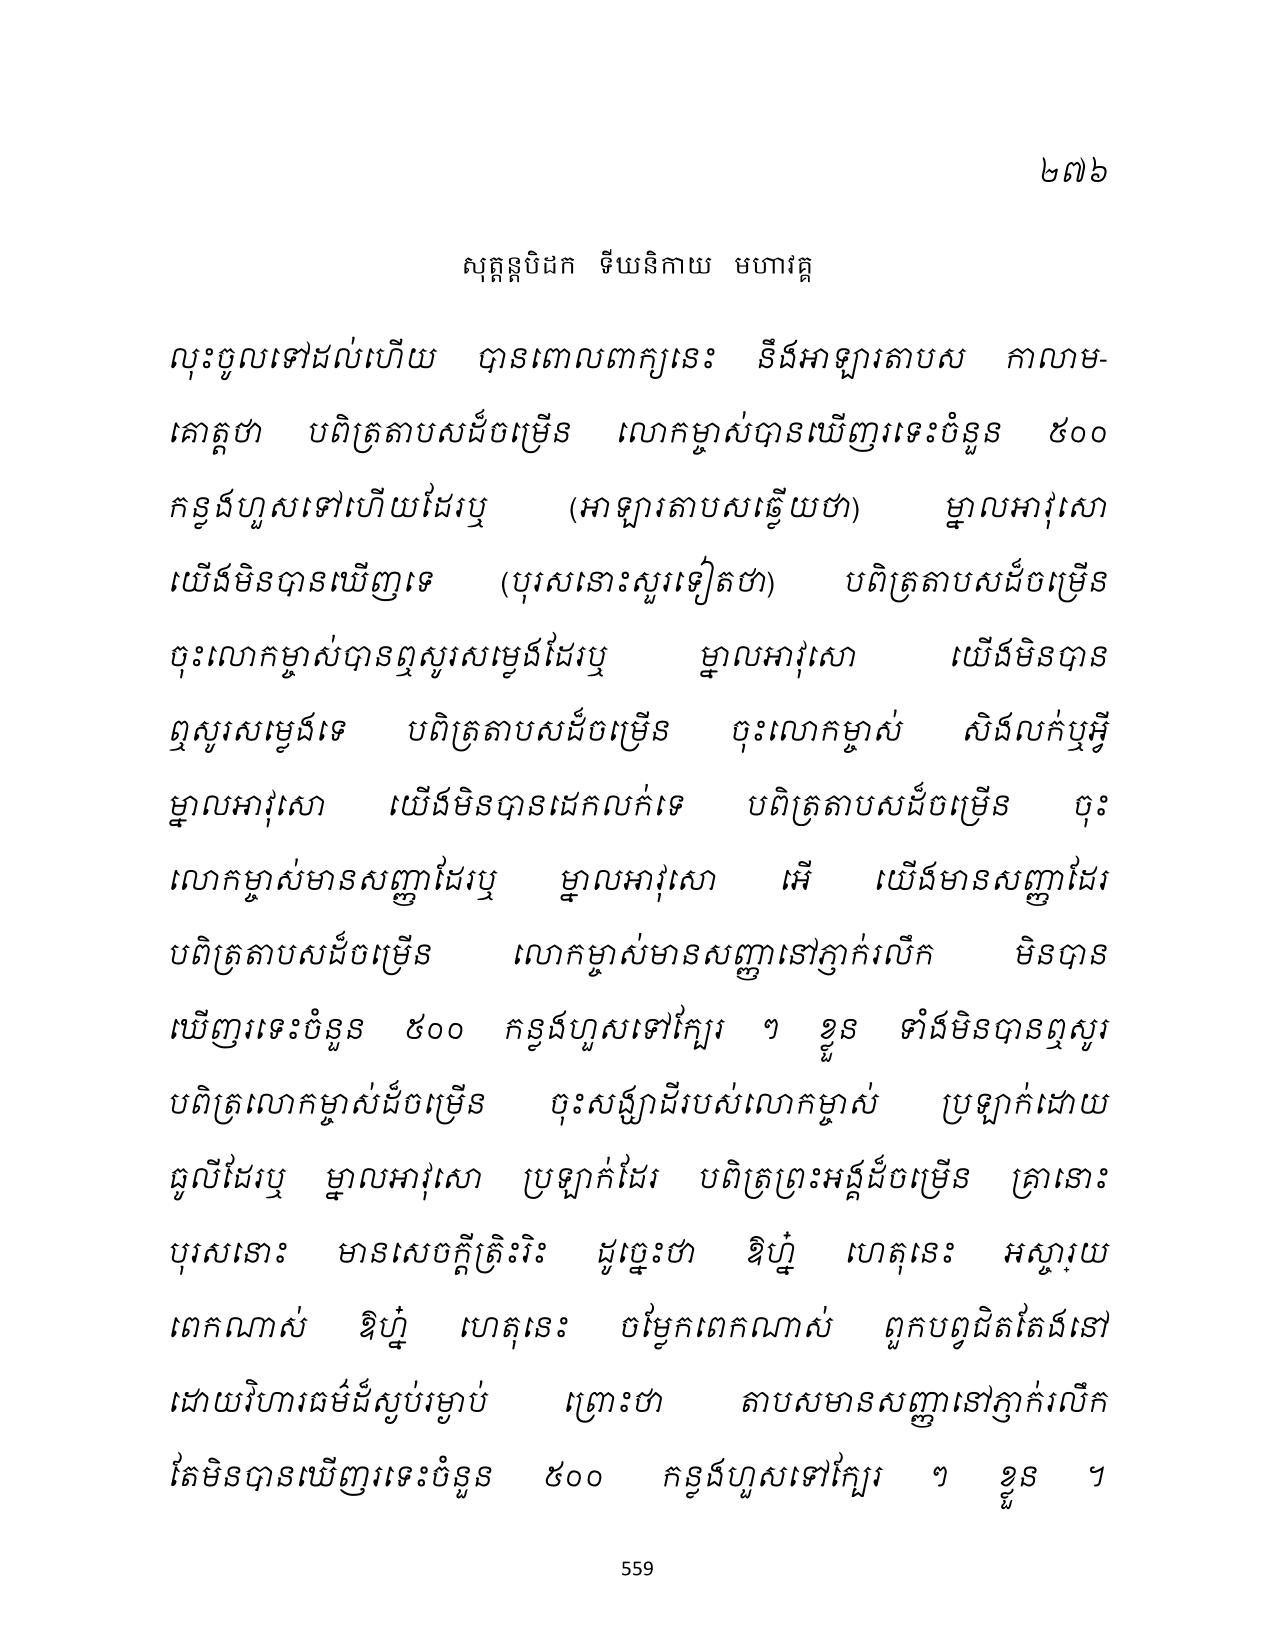 ២៧៦
សុត្តន្តបិដក ទីឃនិកាយ មហាវគ្គ
លុះចូលទៅដល់ហើយ បានពោលពាក្យនេះ នឹងអាឡារតាបស កាលាម-
គោត្តថា បពិត្រតាបសដ៏ចម្រើន លោកម្ចាស់បានឃើញរទេះចំនួន ៥០០
កន្លងហួសទៅហើយដែរឬ (អាឡារតាបសឆ្លើយថា) ម្នាលអាវុសោ
យើងមិនបានឃើញទេ (បុរសនោះសួរទៀតថា) បពិត្រតាបសដ៏ចម្រើន
ចុះលោកម្ចាស់បានឮសូរសម្លេងដែរឬ ម្នាលអាវុសោ យើងមិនបាន
ឮសូរសម្លេងទេ បពិត្រតាបសដ៏ចម្រើន ចុះលោកម្ចាស់ សិងលក់ឬអ្វី
ម្នាលអាវុសោ យើងមិនបានដេកលក់ទេ បពិត្រតាបសដ៏ចម្រើន ចុះ
លោកម្ចាស់មានសញ្ញាដែរឬ ម្នាលអាវុសោ អើ យើងមានសញ្ញាដែរ
បពិត្រតាបសដ៏ចម្រើន លោកម្ចាស់មានសញ្ញានៅភ្ញាក់រលឹក មិនបាន
ឃើញរទេះចំនួន ៥០០ កន្លងហួសទៅក្បែរ ៗ ខ្លួន ទាំងមិនបានឮសូរ
បពិត្រលោកម្ចាស់ដ៏ចម្រើន ចុះសង្ឃាដីរបស់លោកម្ចាស់ ប្រឡាក់ដោយ
ធូលីដែរឬ ម្នាលអាវុសោ ប្រឡាក់ដែរ បពិត្រព្រះអង្គដ៏ចម្រើន គ្រានោះ
បុរសនោះ មានសេចក្តីត្រិះរិះ ដូច្នេះថា ឱហ្ន៎ ហេតុនេះ អស្ចារ្យ
ពេកណាស់ ឱហ្ន៎ ហេតុនេះ ចម្លែកពេកណាស់ ពួកបព្វជិតតែងនៅ
ដោយវិហារធម៌ដ៏ស្ងប់រម្ងាប់ ព្រោះថា តាបសមានសញ្ញានៅភ្ញាក់រលឹក
តែមិនបានឃើញរទេះចំនួន ៥០០ កន្លងហួសទៅក្បែរ ៗ ខ្លួន ។
559